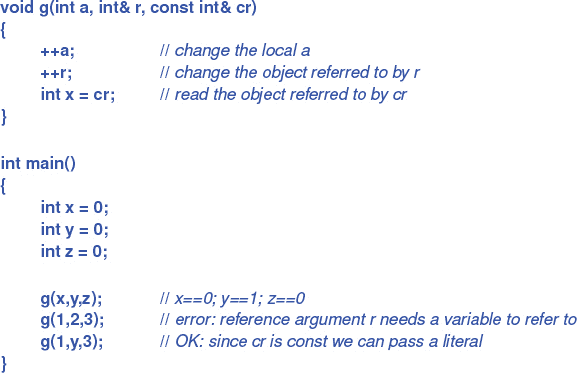 void g(int a, int& r, const int& cr)
{
++a; // change the local a
++r; // change the object referred to by r
int x = cr; // read the object referred to by cr
}
int main()
{
int x = 0;
int y = 0;
int z = 0;
g(x,y,z); // x==0; y==1; z==0
g(1,2,3); // error: reference argument r needs a variable to refer to
g(1,y,3); // OK: since cr is const we can pass a literal
}